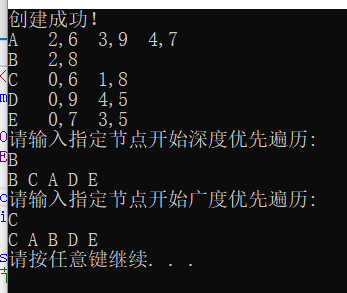 创建成功！
A 2,6 3,9 4,7
B 2,8
C 0,6 1,8
D 0,9 4,5
E 0,7 3,5
请输入指定节点开始深度优先遍历:
B
B C A D E
请输入指定节点开始广度优先遍历:
C
C A B D E
请按任意键继续. . .